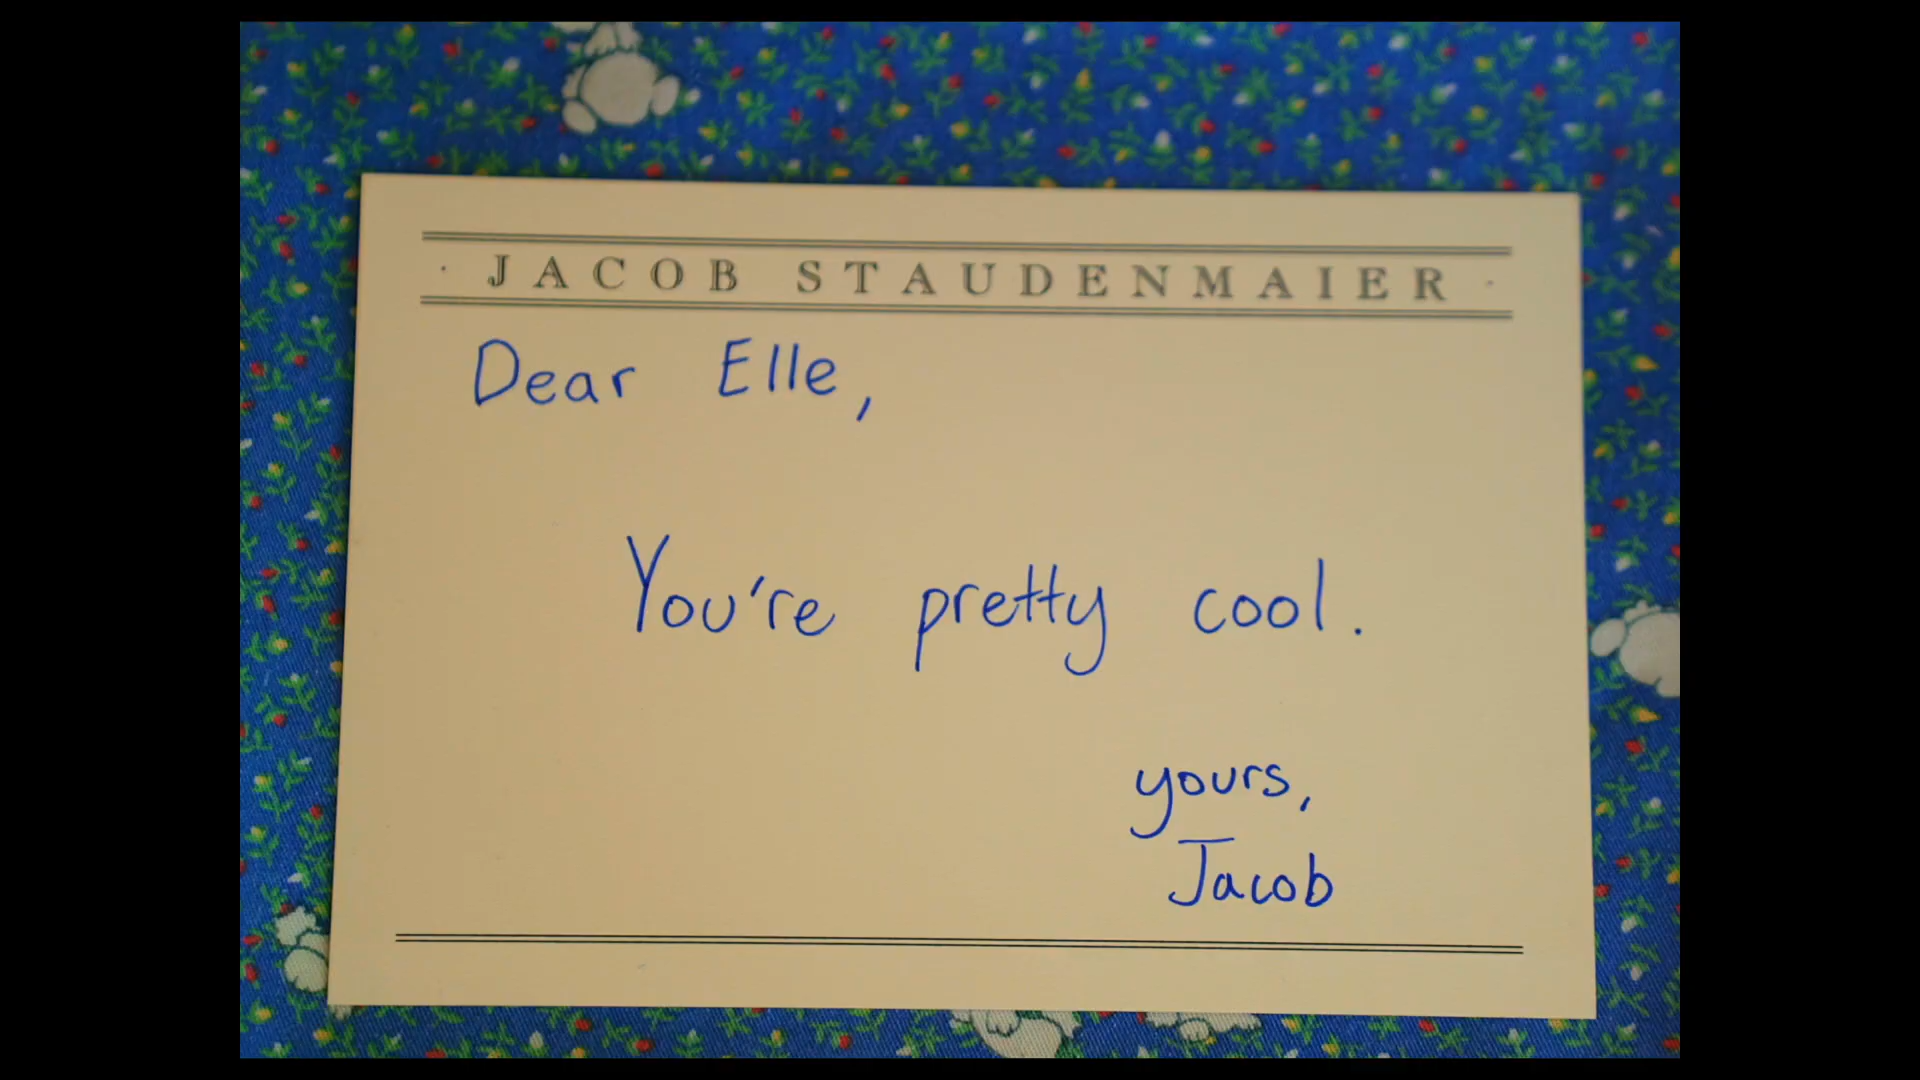 · JACOB STAUDENMAIER ·
Dear Elle,
You're pretty cool.
yours,
Jacob